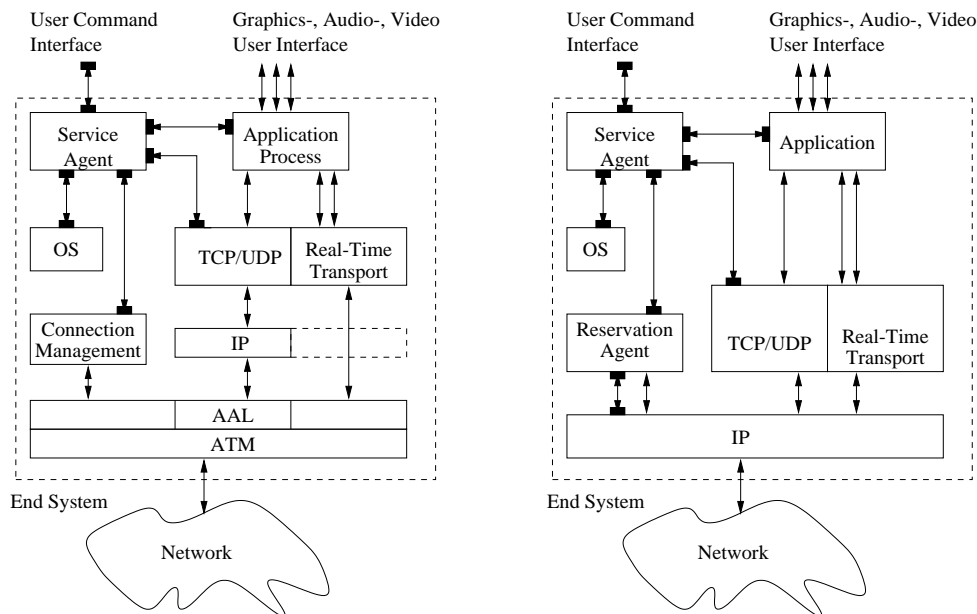 User Command
Interface
Graphics-, Audio-, Video
User Interface
Service
Agent
Application
Process
OS
TCP/UDP
Real-Time
Transport
Connection
Management
IP
AAL
ATM
End System
Network
User Command
Interface
Graphics-, Audio-, Video
User Interface
Service
Agent
Application
OS
Reservation
Agent
TCP/UDP
Real-Time
Transport
IP
End System
Network